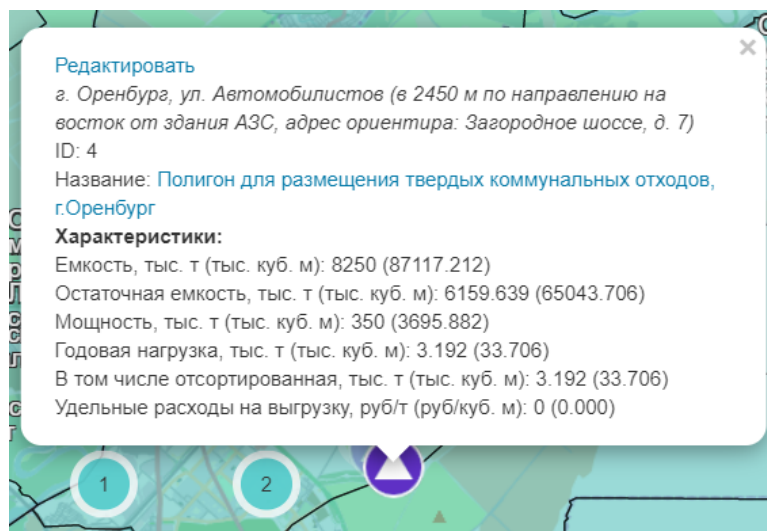 Редактировать
г. Оренбург, ул. Автомобилистов (в 2450 м по направлению на
восток от здания АЗС, адрес ориентира: Загородное шоссе, д. 7)
ID: 4
Название: Полигон для размещения твердых коммунальных отходов,
г.Оренбург
Характеристики:
Емкость, тыс. т (тыс. куб. м): 8250 (87117.212)
Остаточная емкость, тыс. т (тыс. куб. м): 6159.639 (65043.706)
Мощность, тыс. т (тыс. куб. м): 350 (3695.882)
Годовая нагрузка, тыс. т (тыс. куб. м): 3.192 (33.706)
В том числе отсортированная, тыс. т (тыс. куб. м): 3.192 (33.706)
Удельные расходы на выгрузку, руб/т (руб/куб. м): 0 (0.000)
1
2